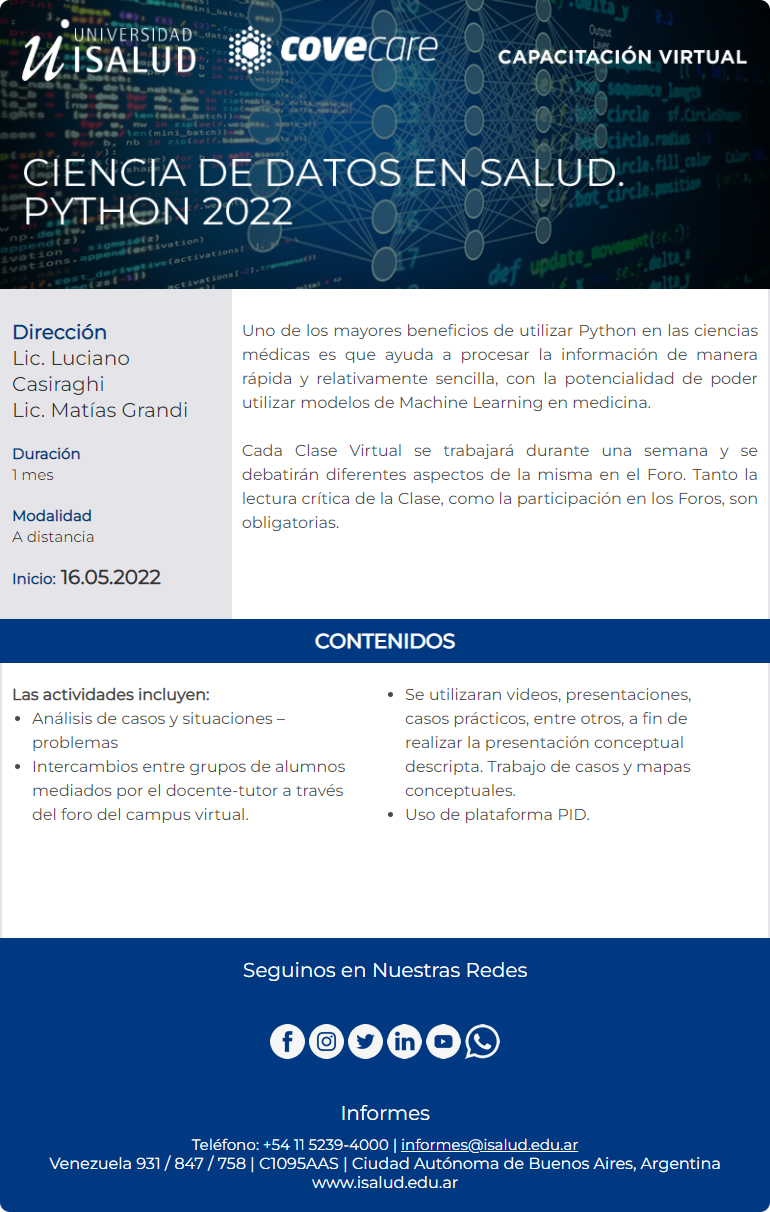 UNIVERSIDAD
ISALUD
covecare
CAPACITACIÓN VIRTUAL
CIENCIA DE DATOS EN SALUD.
PYTHON 2022
Dirección
Lic. Luciano
Casiraghi
Lic. Matías Grandi
Duración
1 mes
Modalidad
A distancia
Inicio: 16.05.2022
Uno de los mayores beneficios de utilizar Python en las ciencias
médicas es que ayuda a procesar la información de manera
rápida y relativamente sencilla, con la potencialidad de poder
utilizar modelos de Machine Learning en medicina.
Cada Clase Virtual se trabajará durante una semana y se
debatirán diferentes aspectos de la misma en el Foro. Tanto la
lectura crítica de la Clase, como la participación en los Foros, son
obligatorias.
CONTENIDOS
Las actividades incluyen:
• Análisis de casos y situaciones –
problemas
• Intercambios entre grupos de alumnos
mediados por el docente-tutor a través
del foro del campus virtual.
• Se utilizaran videos, presentaciones,
casos prácticos, entre otros, a fin de
realizar la presentación conceptual
descripta. Trabajo de casos y mapas
conceptuales.
• Uso de plataforma PID.
Seguinos en Nuestras Redes
Informes
Teléfono: +54 11 5239-4000 | informes@isalud.edu.ar
Venezuela 931 / 847 / 758 | C1095AAS | Ciudad Autónoma de Buenos Aires, Argentina
www.isalud.edu.ar